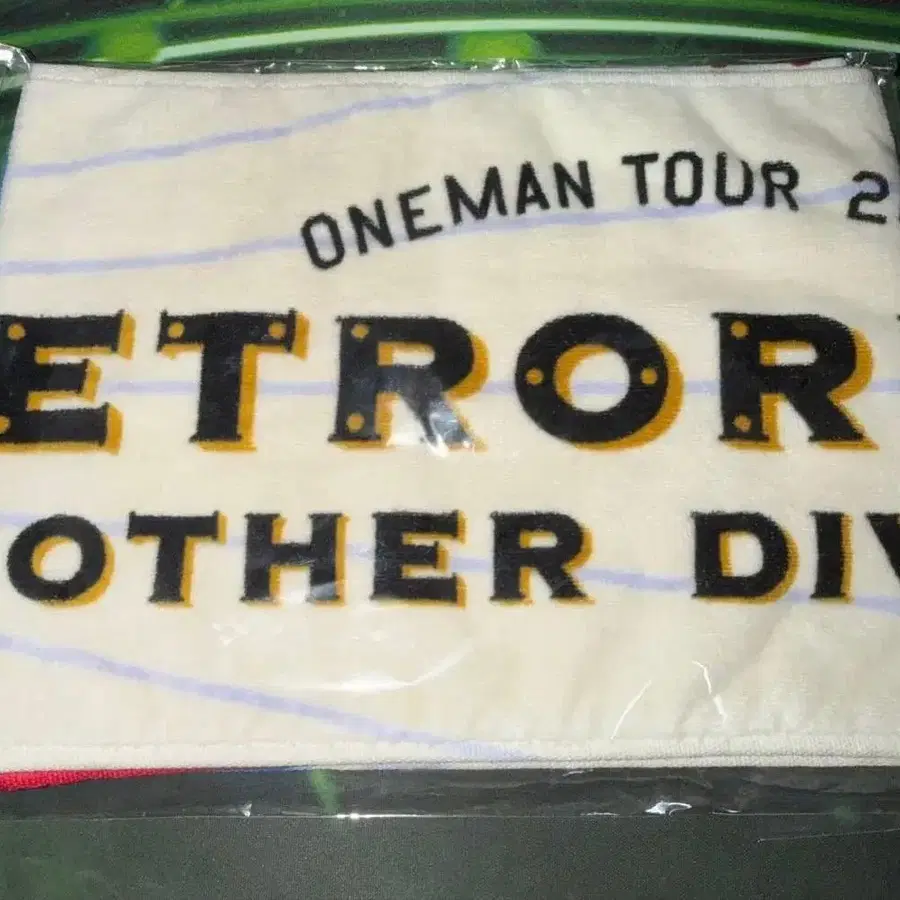 ONEMAN TOUR 2
ETROR
OTHER DIV